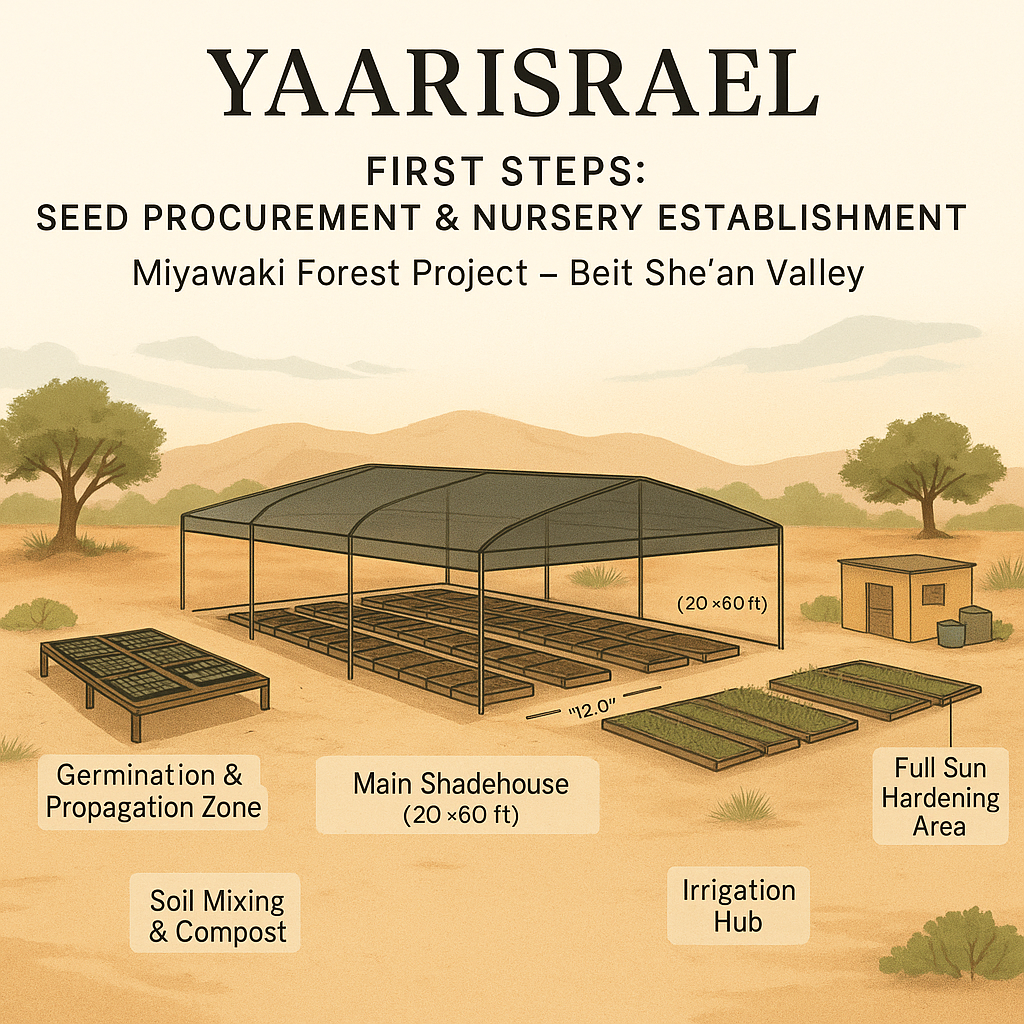 YAARISRAEL
FIRST STEPS:
SEED PROCUREMENT & NURSERY ESTABLISHMENT
Miyawaki Forest Project – Beit She’an Valley
(20 ×60 ft)
"12.0"
Germination &
Propagation Zone
Main Shadehouse
(20 ×60 ft)
Full Sun
Hardening
Area
Soil Mixing
& Compost
Irrigation
Hub